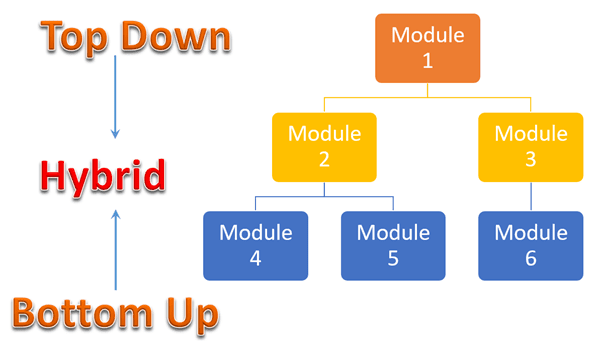 Top Down
Hybrid
Bottom Up
Module
1
Module
2
Module
3
Module
4
Module
5
Module
6